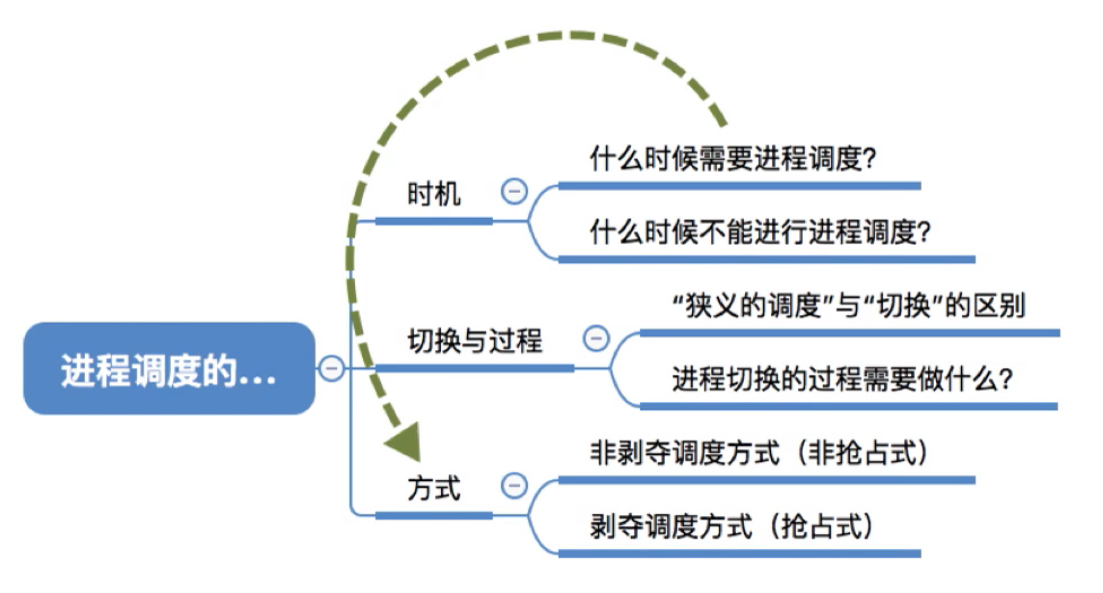 什么时候需要进程调度？
时机
什么时候不能进行进程调度？
“狭义的调度”与“切换”的区别
切换与过程
进程调度的...
进程切换的过程需要做什么？
非剥夺调度方式（非抢占式）
方式
剥夺调度方式（抢占式）